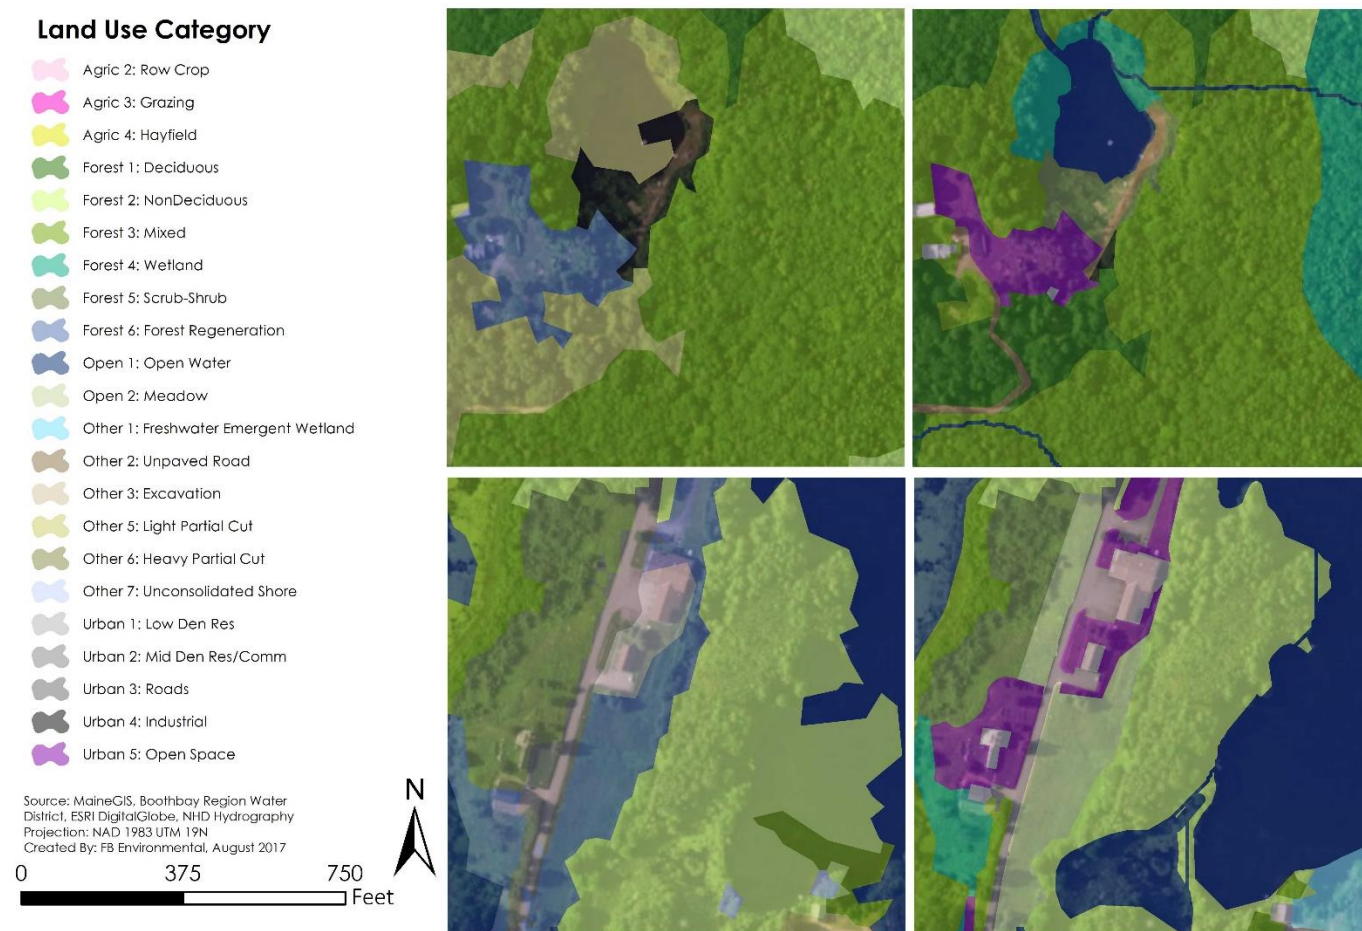 Land Use Category
Agric 2: Row Crop
Agric 3: Grazing
Agric 4: Hayfield
Forest 1: Deciduous
Forest 2: NonDeciduous
Forest 3: Mixed
Forest 4: Wetland
Forest 5: Scrub-Shrub
Forest 6: Forest Regeneration
Open 1: Open Water
Open 2: Meadow
Other 1: Freshwater Emergent Wetland
Other 2: Unpaved Road
Other 3: Excavation
Other 5: Light Partial Cut
Other 6: Heavy Partial Cut
Other 7: Unconsolidated Shore
Urban 1: Low Den Res
Urban 2: Mid Den Res/Comm
Urban 3: Roads
Urban 4: Industrial
Urban 5: Open Space
Source: MaineGIS, Boothbay Region Water
District, ESRI DigitalGlobe, NHD Hydrography
Projection: NAD 1983 UTM 19N
Created By: FB Environmental, August 2017
N
0 375 750
Feet